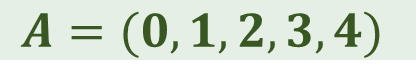 A = (0, 1, 2, 3, 4)